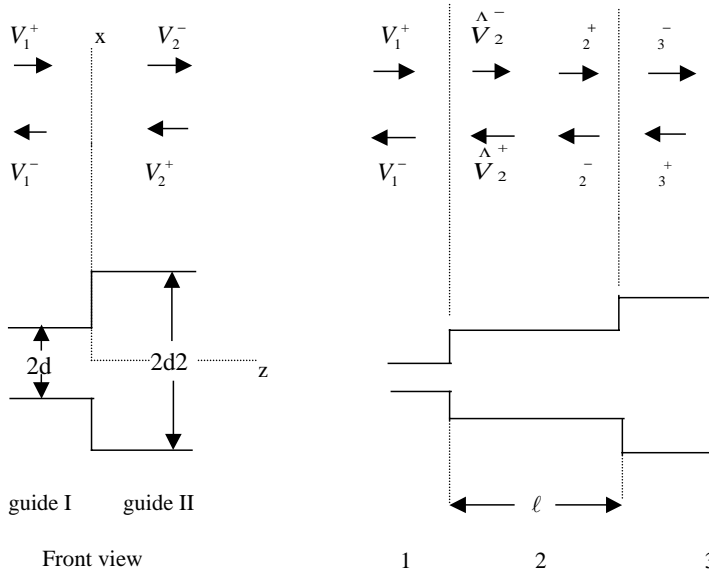 V₁⁺ x V₂⁻
V₁⁻ V₂⁺
2d 2d2 z
guide I guide II
Front view
V₁⁺ V̂₂⁻ ₂⁺ ₃⁻
V₁⁻ V̂₂⁺ ₂⁻ ₃⁺
ℓ
1 2 3